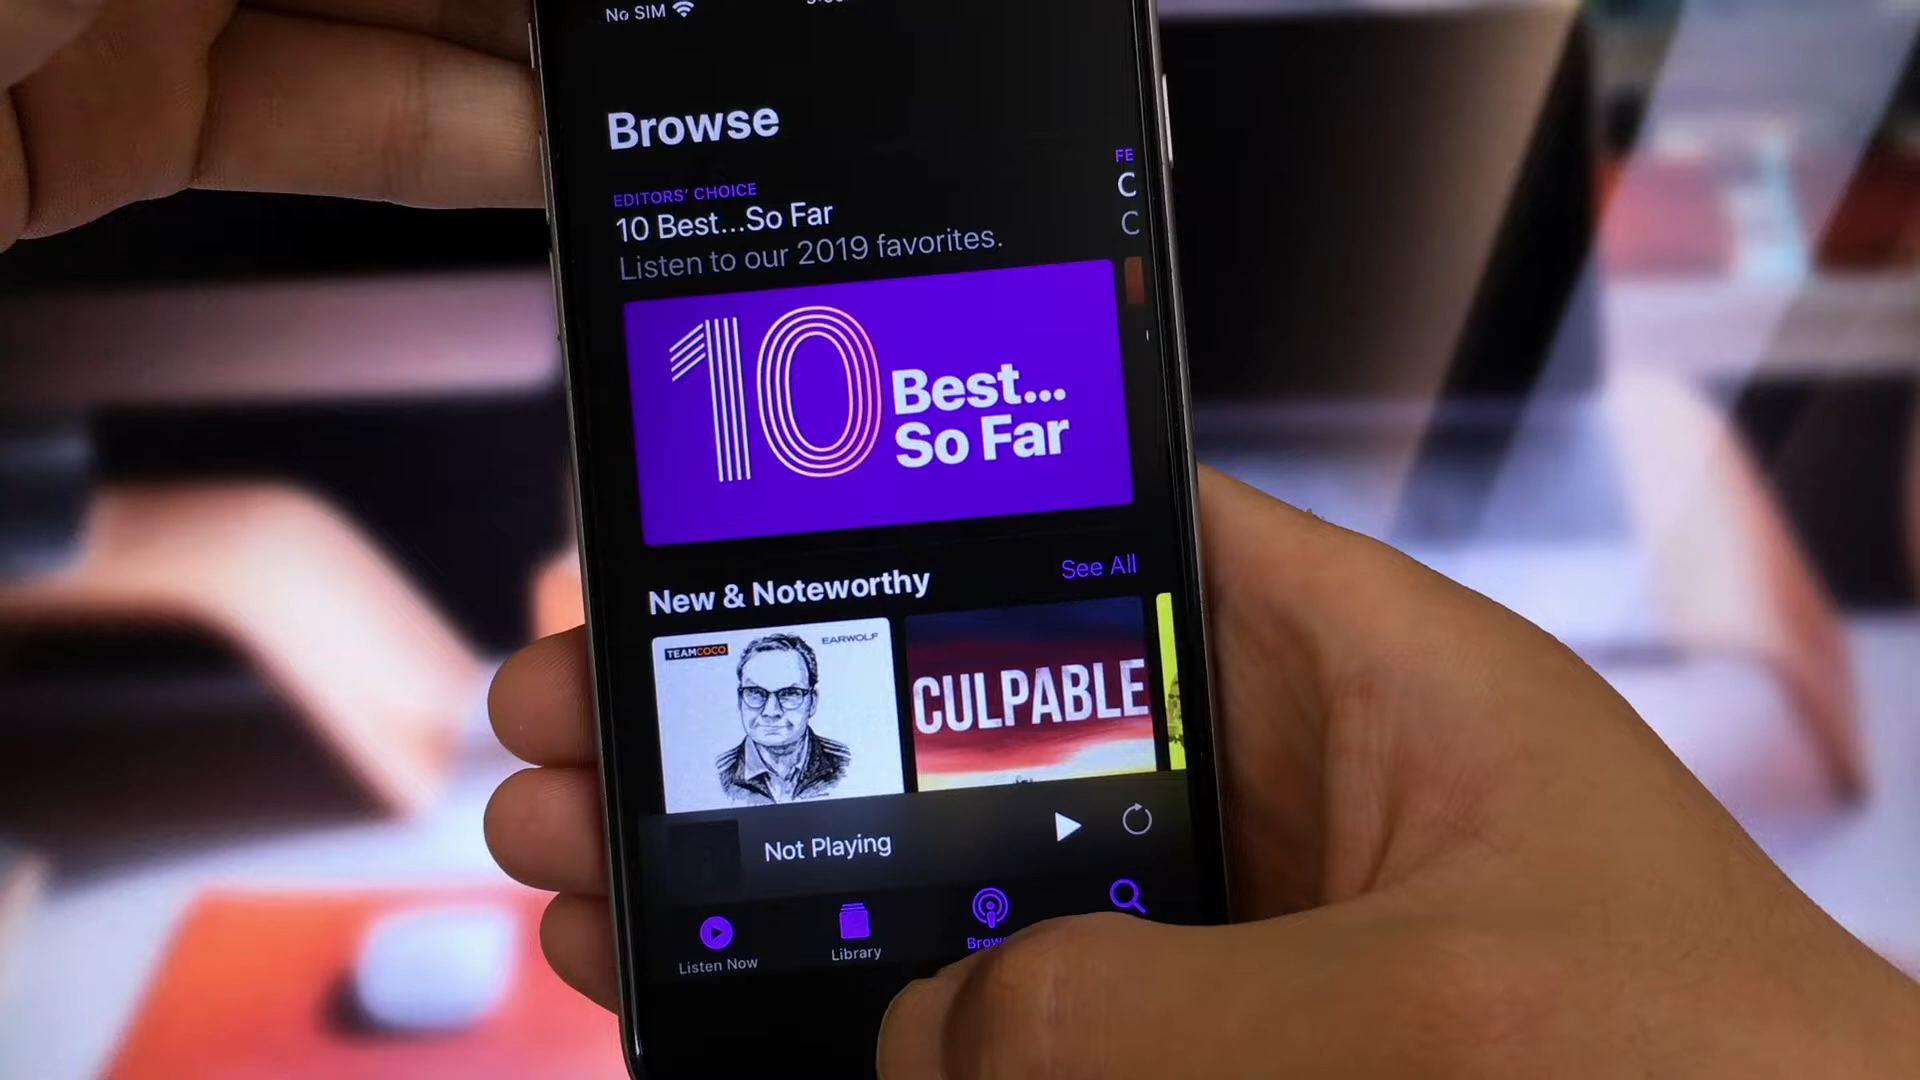 No SIM
Browse
EDITORS' CHOICE
10 Best...So Far
Listen to our 2019 favorites.
FE
C
C
10 Best...
So Far
New & Noteworthy
See All
TEAMCOCO
EARWOLF
CULPABLE
Not Playing
Listen Now
Library